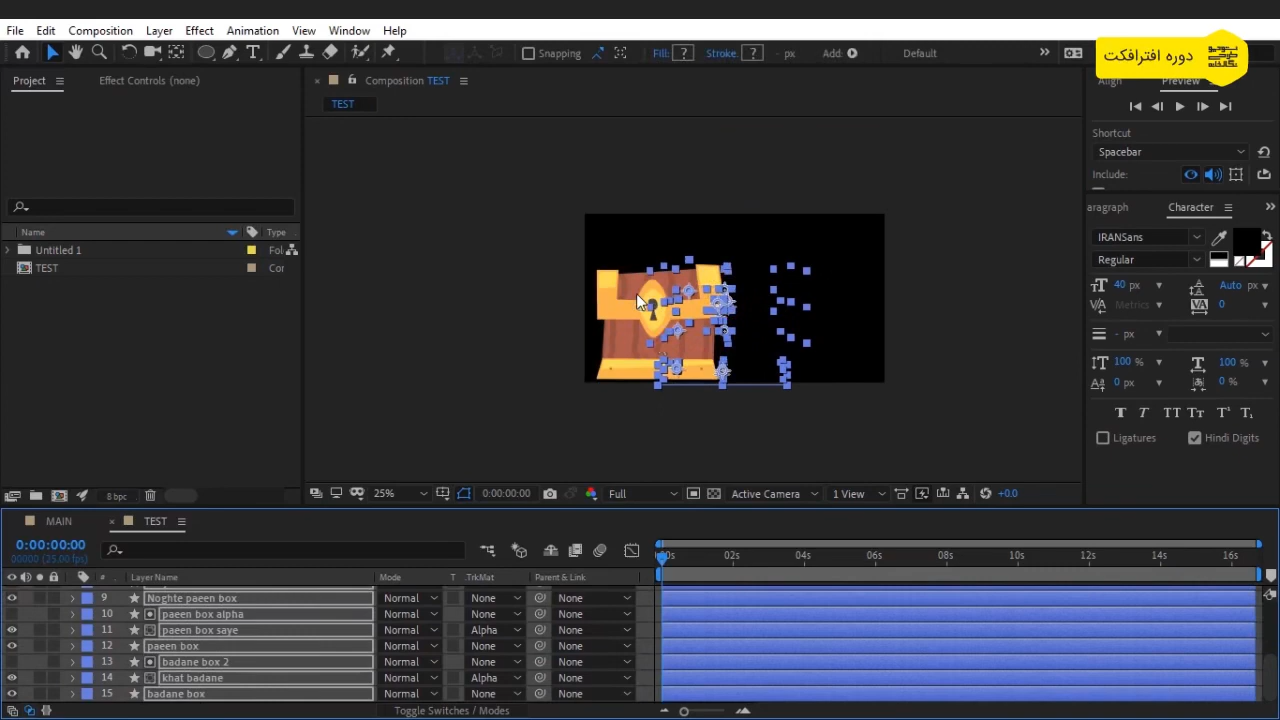 File Edit Composition Layer Effect Animation View Window Help
Snapping Fill: ? Stroke: ? - px Add: Default
دوره افترافکت
Project Effect Controls (none) Composition TEST Align Preview
TEST
Shortcut
Spacebar
Include:
Name Type
Untitled 1 Fol
TEST Cor
aragraph Character
IRANSans
Regular
40 px Auto px
Metrics 0
- px
100 % 100 %
0 px 0 %
T T TT Tt T¹ T₁
Ligatures Hindi Digits
8 bpc 25% 0:00:00:00 Full Active Camera 1 View +0.0
MAIN TEST
0:00:00:00
00000 (25.00 fps)
00s 02s 04s 06s 08s 10s 12s 14s 16s
# Layer Name Mode T .TrkMat Parent & Link
9 Noghte paeen box Normal None None
10 paeen box alpha Normal None None
11 paeen box saye Normal Alpha None
12 paeen box Normal None None
13 badane box 2 Normal None None
14 khat badane Normal Alpha None
15 badane box Normal None None
Toggle Switches / Modes